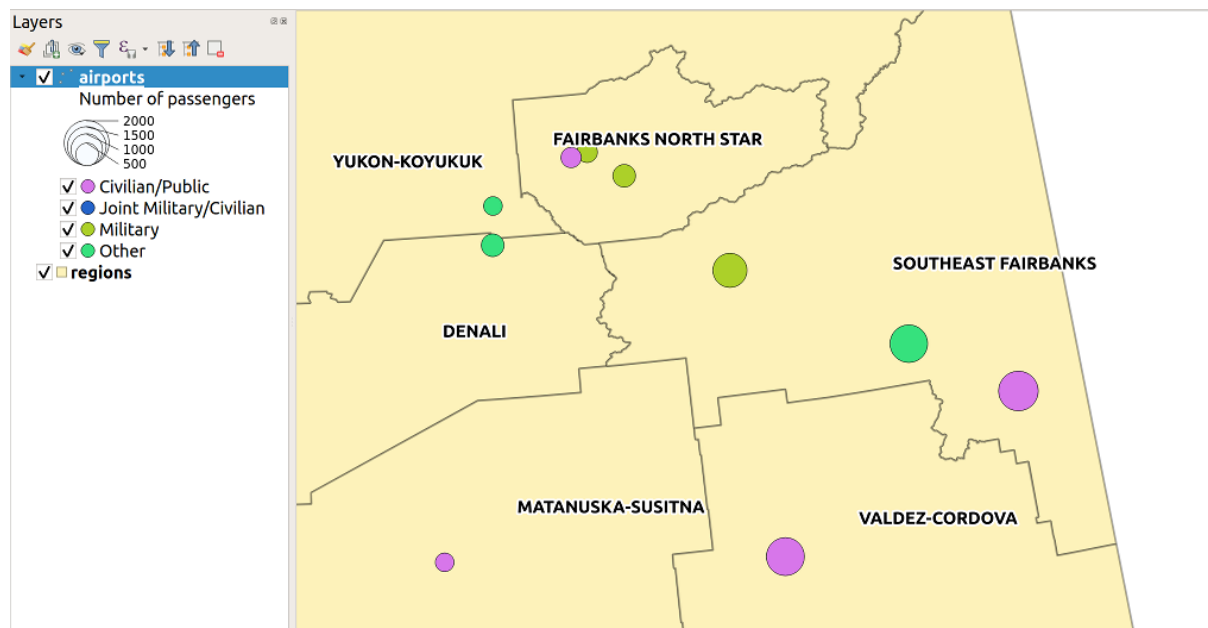 Layers
airports
Number of passengers
2000
1500
1000
500
Civilian/Public
Joint Military/Civilian
Military
Other
regions
FAIRBANKS NORTH STAR
YUKON-KOYUKUK
SOUTHEAST FAIRBANKS
DENALI
MATANUSKA-SUSITNA
VALDEZ-CORDOVA